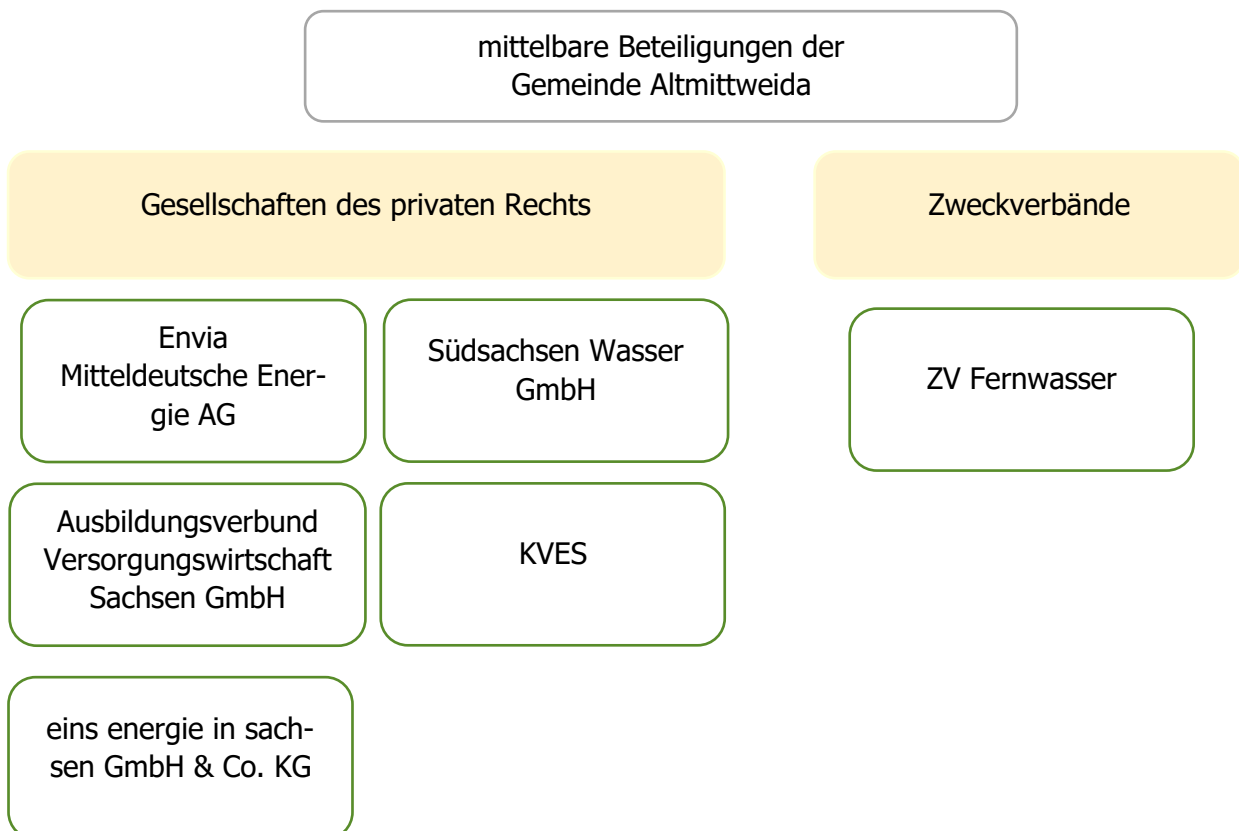 mittelbare Beteiligungen der
Gemeinde Altmittweida
Gesellschaften des privaten Rechts
Zweckverbände
Envia
Mitteldeutsche Ener-
gie AG
Südsachsen Wasser
GmbH
ZV Fernwasser
Ausbildungsverbund
Versorgungswirtschaft
Sachsen GmbH
KVES
eins energie in sach-
sen GmbH & Co. KG